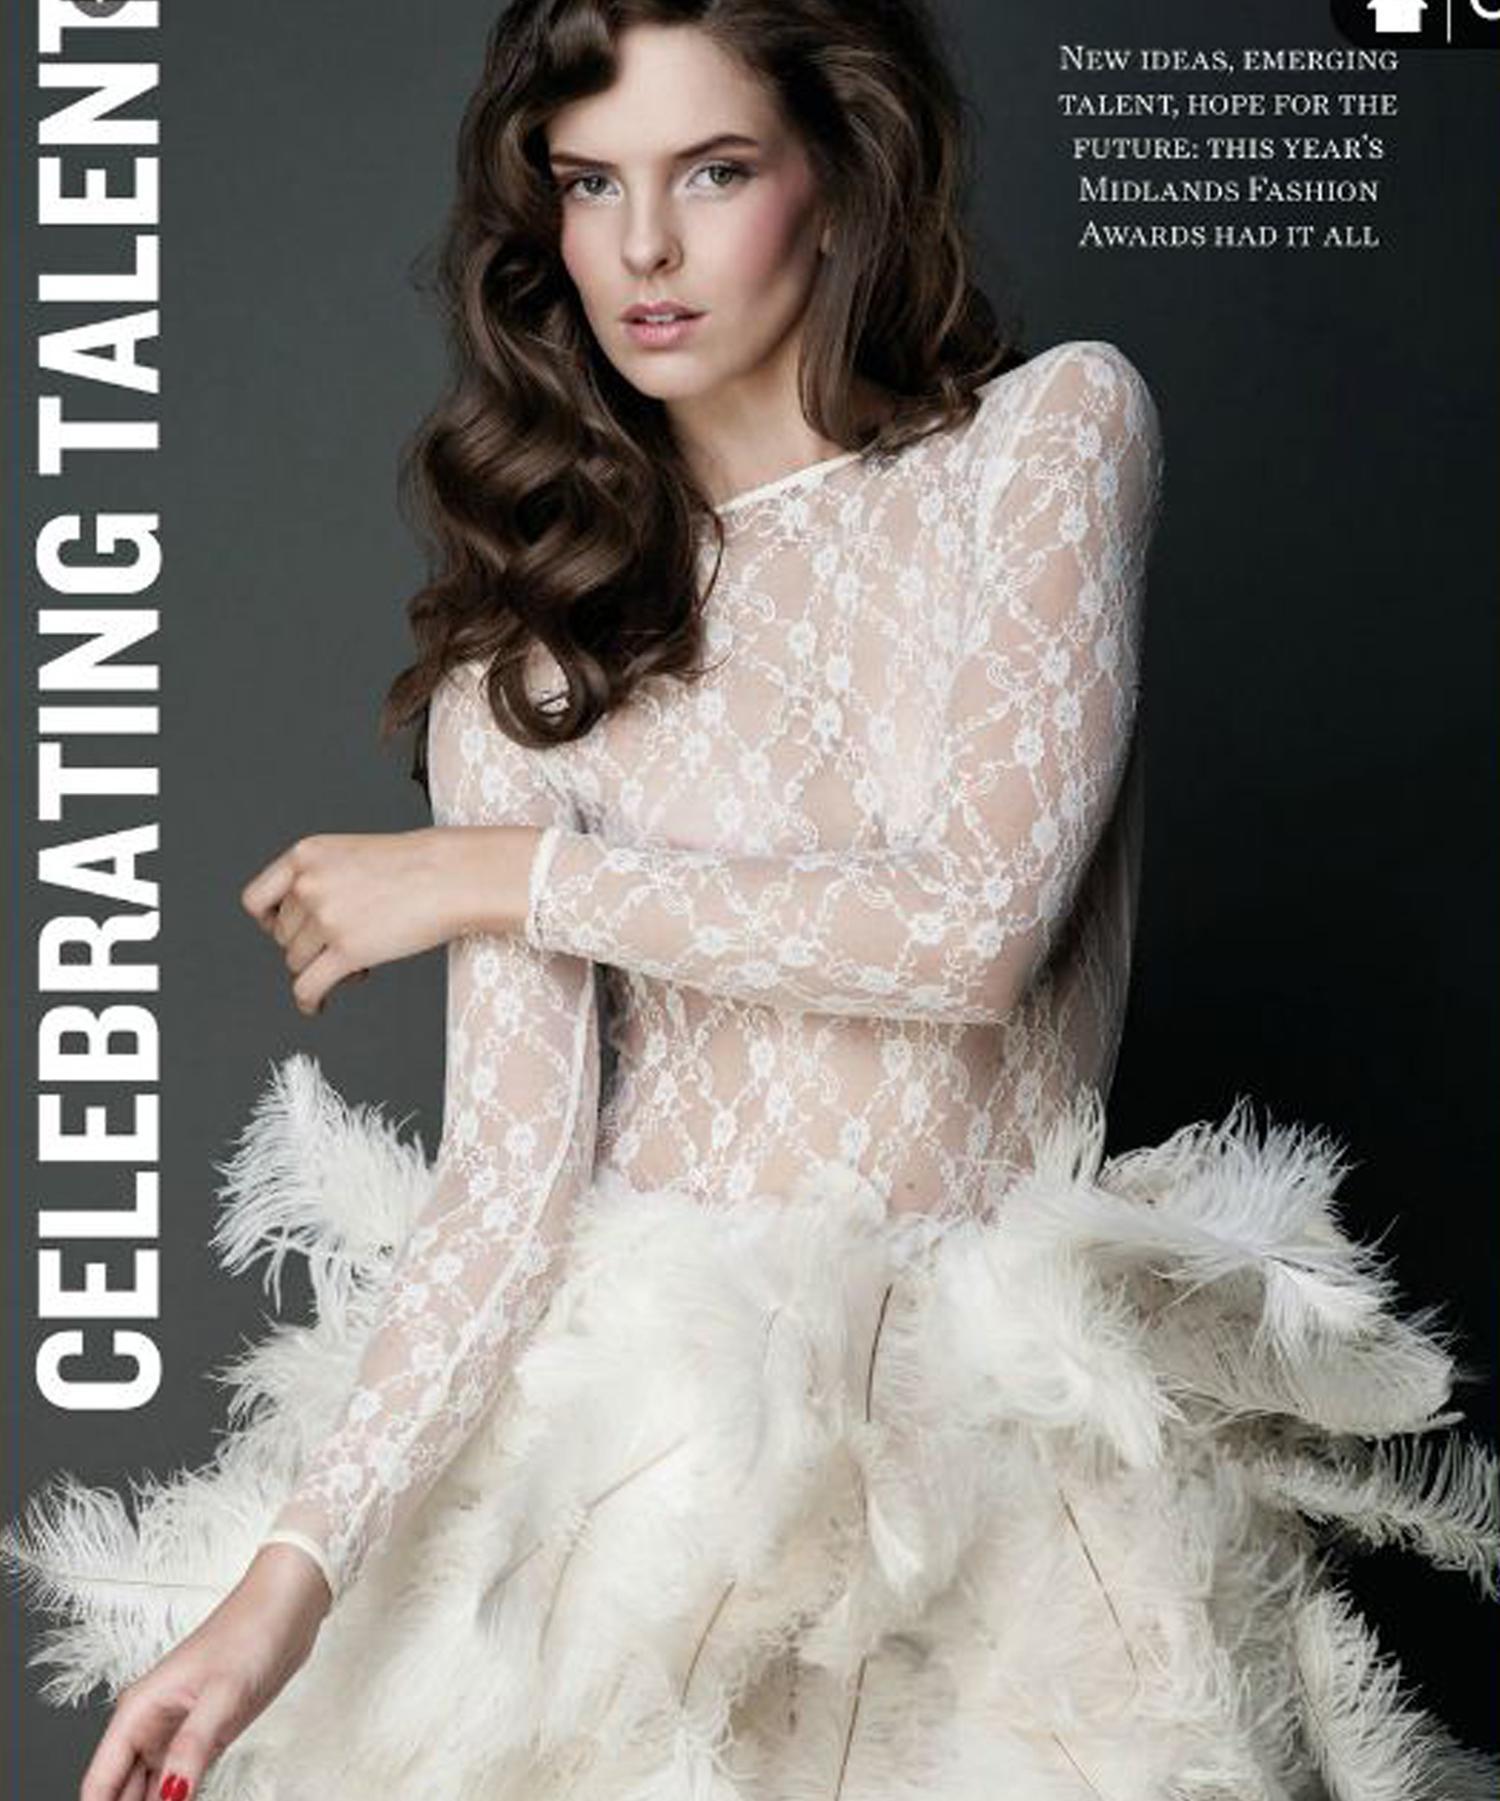 CELEBRATING TALENT
NEW IDEAS, EMERGING
TALENT, HOPE FOR THE
FUTURE: THIS YEAR'S
MIDLANDS FASHION
AWARDS HAD IT ALL